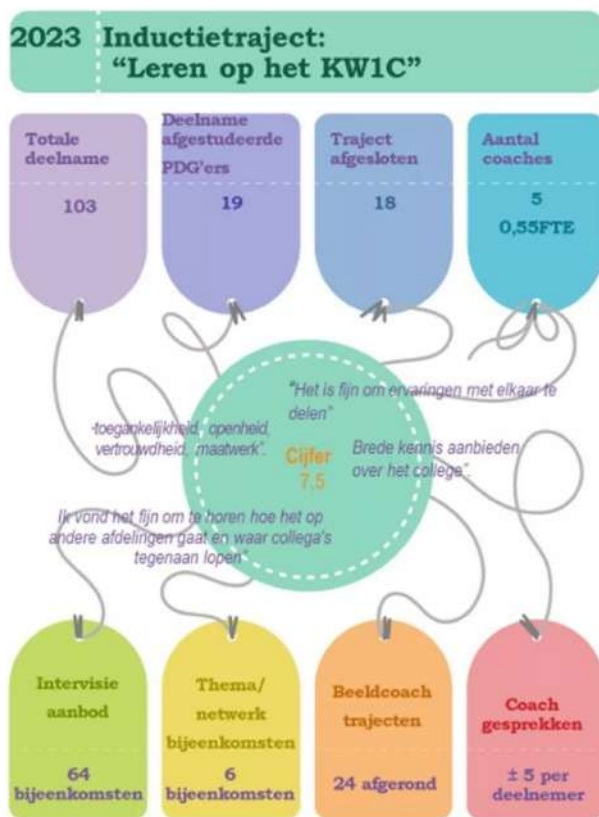 2023 Inductietraject:
“Leren op het KW1C”
Totale
deelname
103
Deelname
afgestudeerde
PDG'ers
19
Traject
afgesloten
18
Aantal
coaches
5
0,55FTE
"Het is fijn om ervaringen met elkaar te
delen"
-toegankelijkheid, openheid,
vertrouwdheid, maatwerk".
Cijfer
7,5
Brede kennis aanbieden
over het college".
Ik vond het fijn om te horen hoe het op
andere afdelingen gaat en waar collega's
tegenaan lopen"
Intervisie
aanbod
64
bijeenkomsten
Thema/
netwerk
bijeenkomsten
6
bijeenkomsten
Beeldcoach
trajecten
24 afgerond
Coach
gesprekken
± 5 per
deelnemer